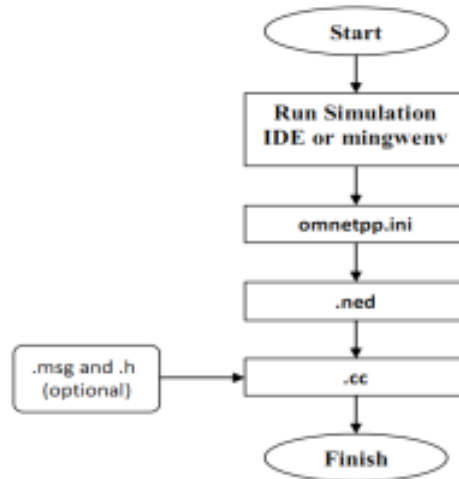 Start
Run Simulation
IDE or mingwenv
omnetpp.ini
.ned
.msg and .h
(optional)
.cc
Finish